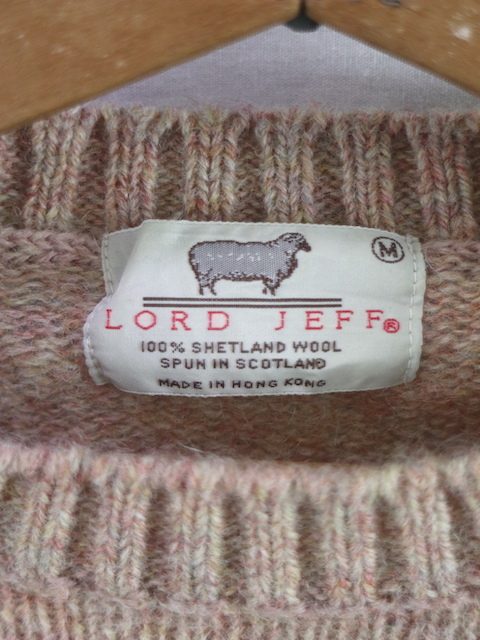 M
LORD JEFF®
100% SHETLAND WOOL
SPUN IN SCOTLAND
MADE IN HONG KONG